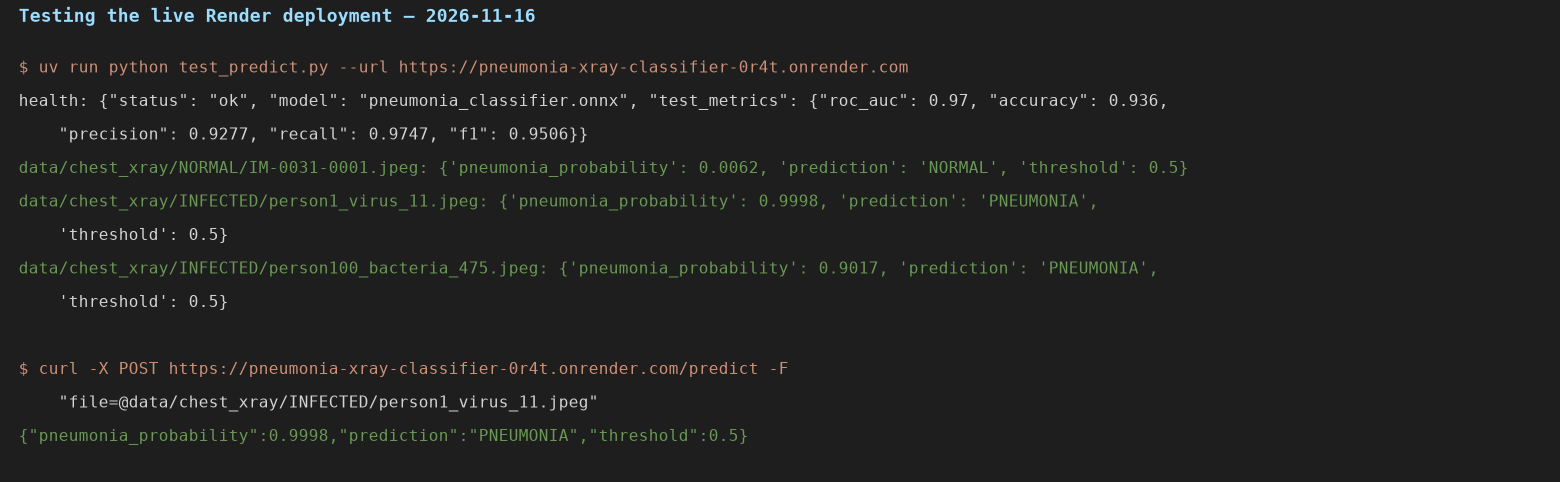 Testing the live Render deployment — 2026-11-16
$ uv run python test_predict.py --url https://pneumonia-xray-classifier-0r4t.onrender.com
health: {"status": "ok", "model": "pneumonia_classifier.onnx", "test_metrics": {"roc_auc": 0.97, "accuracy": 0.936,
    "precision": 0.9277, "recall": 0.9747, "f1": 0.9506}}
data/chest_xray/NORMAL/IM-0031-0001.jpeg: {'pneumonia_probability': 0.0062, 'prediction': 'NORMAL', 'threshold': 0.5}
data/chest_xray/INFECTED/person1_virus_11.jpeg: {'pneumonia_probability': 0.9998, 'prediction': 'PNEUMONIA',
    'threshold': 0.5}
data/chest_xray/INFECTED/person100_bacteria_475.jpeg: {'pneumonia_probability': 0.9017, 'prediction': 'PNEUMONIA',
    'threshold': 0.5}
$ curl -X POST https://pneumonia-xray-classifier-0r4t.onrender.com/predict -F
    "file=@data/chest_xray/INFECTED/person1_virus_11.jpeg"
{"pneumonia_probability":0.9998,"prediction":"PNEUMONIA","threshold":0.5}